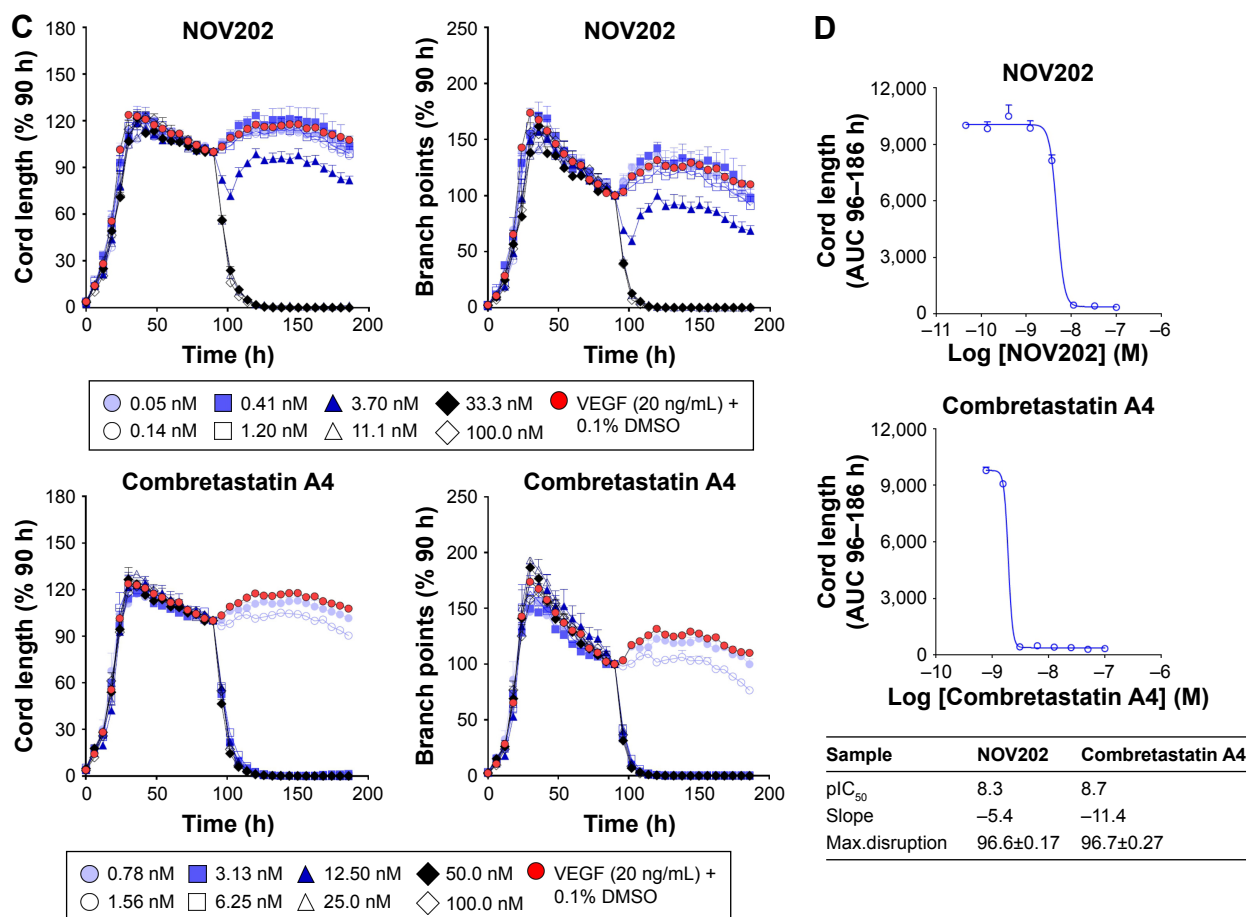 C
NOV202
Cord length (% 90 h)
180
150
120
90
60
30
0
0 50 100 150 200
Time (h)
NOV202
Branch points (% 90 h)
250
200
150
100
50
0
0 50 100 150 200
Time (h)
0.05 nM 0.41 nM 3.70 nM 33.3 nM VEGF (20 ng/mL) +
0.14 nM 1.20 nM 11.1 nM 100.0 nM 0.1% DMSO
Combretastatin A4
Cord length (% 90 h)
180
150
120
90
60
30
0
0 50 100 150 200
Time (h)
Combretastatin A4
Branch points (% 90 h)
250
200
150
100
50
0
0 50 100 150 200
Time (h)
0.78 nM 3.13 nM 12.50 nM 50.0 nM VEGF (20 ng/mL) +
1.56 nM 6.25 nM 25.0 nM 100.0 nM 0.1% DMSO
D
NOV202
Cord length
(AUC 96–186 h)
12,000
9,000
6,000
3,000
0
–11 –10 –9 –8 –7 –6
Log [NOV202] (M)
Combretastatin A4
Cord length
(AUC 96–186 h)
12,000
9,000
6,000
3,000
0
–10 –9 –8 –7 –6
Log [Combretastatin A4] (M)
Sample NOV202 Combretastatin A4
pIC50 8.3 8.7
Slope –5.4 –11.4
Max.disruption 96.6±0.17 96.7±0.27